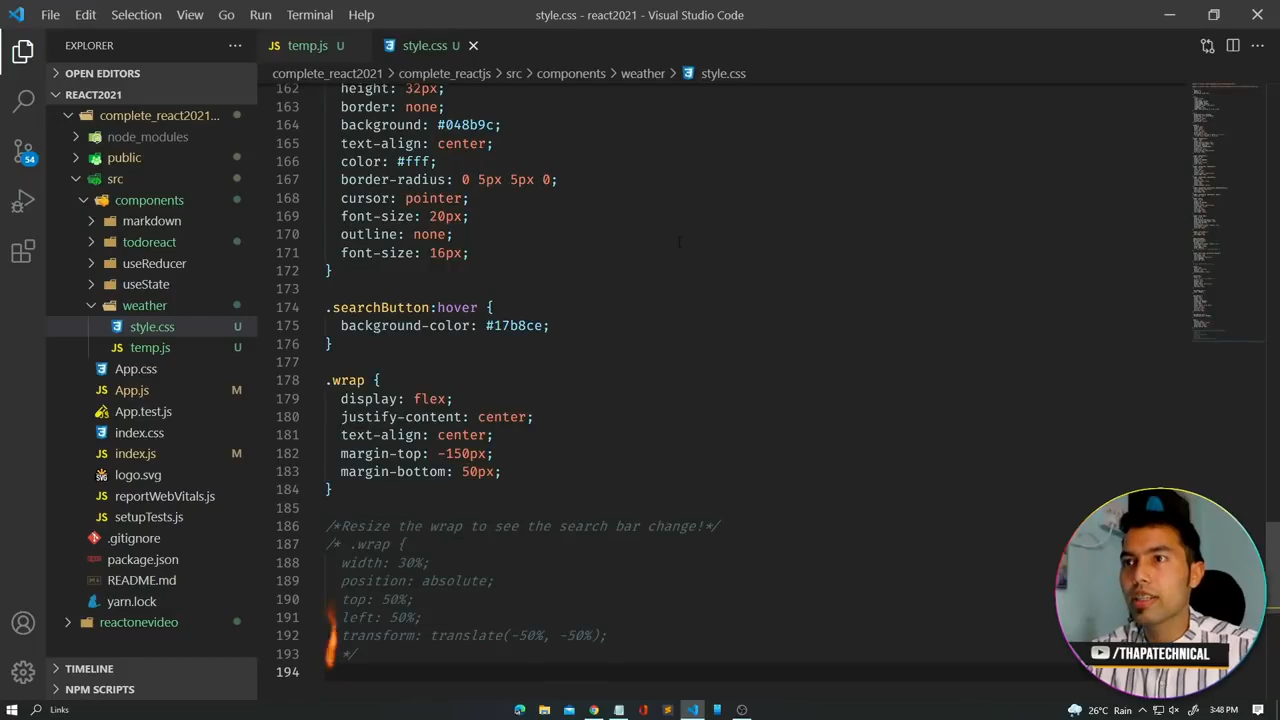 File Edit Selection View Go Run Terminal Help
style.css - react2021 - Visual Studio Code
EXPLORER
temp.js U
style.css U
complete_react2021 > complete_reactjs > src > components > weather > style.css
OPEN EDITORS
REACT2021
complete_react2021...
node_modules
public
src
components
markdown
todoreact
useReducer
useState
weather
style.css U
temp.js U
App.css
App.js M
App.test.js
index.css
index.js M
logo.svg
reportWebVitals.js
setupTests.js
.gitignore
package.json
README.md
yarn.lock
reactonevideo
TIMELINE
NPM SCRIPTS
54
162 height: 32px;
163 border: none;
164 background: #048b9c;
165 text-align: center;
166 color: #fff;
167 border-radius: 0 5px 5px 0;
168 cursor: pointer;
169 font-size: 20px;
170 outline: none;
171 font-size: 16px;
172 }
173
174 .searchButton:hover {
175 background-color: #17b8ce;
176 }
177
178 .wrap {
179 display: flex;
180 justify-content: center;
181 text-align: center;
182 margin-top: -150px;
183 margin-bottom: 50px;
184 }
185
186 /*Resize the wrap to see the search bar change!*/
187 /* .wrap {
188 width: 30%;
189 position: absolute;
190 top: 50%;
191 left: 50%;
192 transform: translate(-50%, -50%);
193 */
194
/THAPATECHNICAL
Links
26°C Rain
3:48 PM